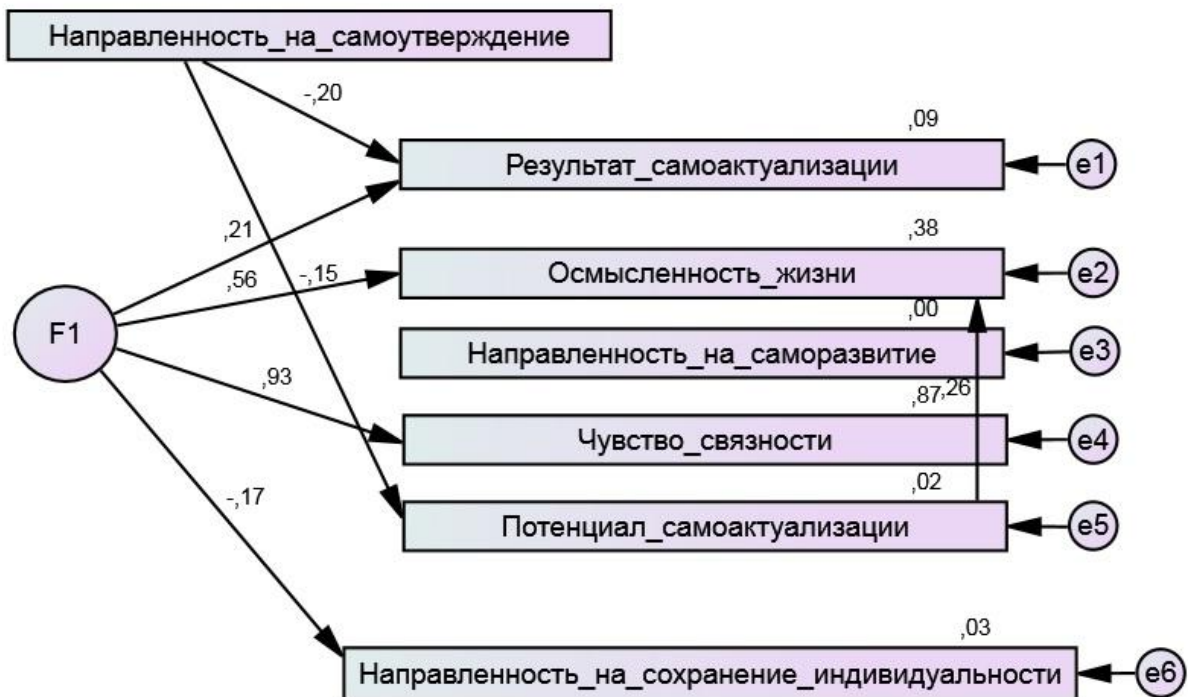 Направленность_на_самоутверждение
-,20
,09
Результат_самоактуализации
e1
,21
,38
,56
-,15
Осмысленность_жизни
e2
,00
F1
Направленность_на_саморазвитие
e3
,93
,87
,26
Чувство_связности
e4
,02
-,17
Потенциал_самоактуализации
e5
,03
Направленность_на_сохранение_индивидуальности
e6